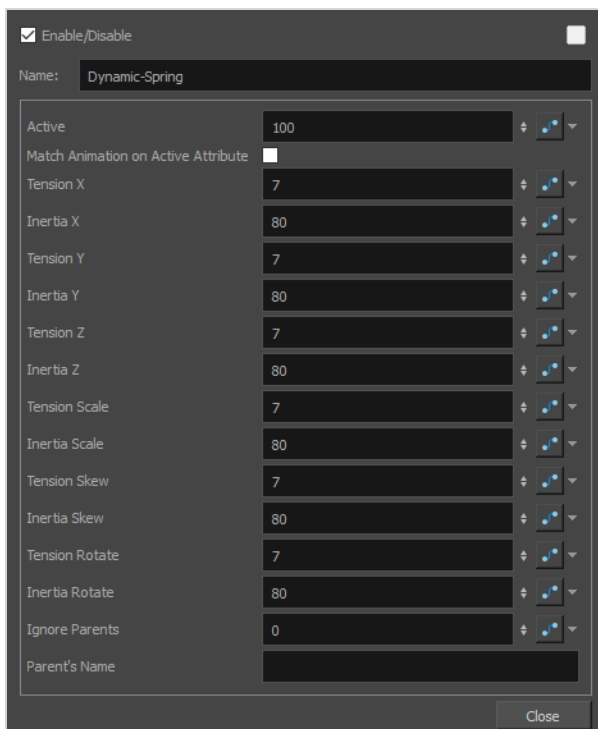 Enable/Disable
Name: Dynamic-Spring
Active 100
Match Animation on Active Attribute
Tension X 7
Inertia X 80
Tension Y 7
Inertia Y 80
Tension Z 7
Inertia Z 80
Tension Scale 7
Inertia Scale 80
Tension Skew 7
Inertia Skew 80
Tension Rotate 7
Inertia Rotate 80
Ignore Parents 0
Parent's Name
Close